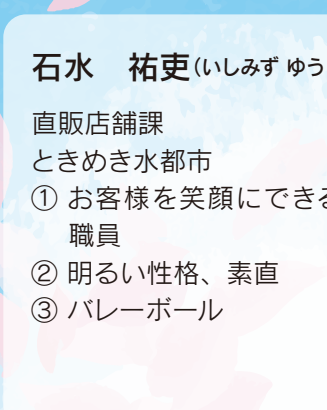 石水　祐吏(いしみず ゆう
直販店舗課
ときめき水都市
① お客様を笑顔にできる
職員
② 明るい性格、素直
③ バレーボール